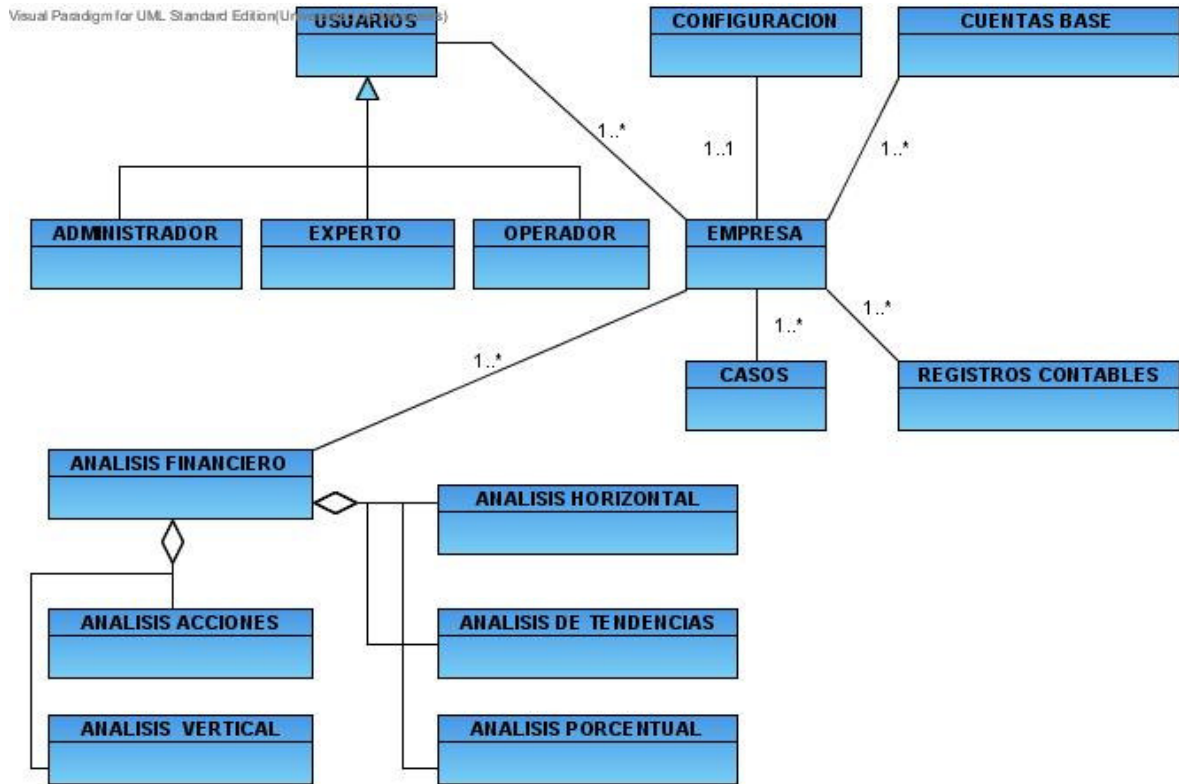 Visual Paradigm for UML Standard Edition
USUARIOS
CONFIGURACION
CUENTAS BASE
1..*
1..1
1..*
ADMINISTRADOR
EXPERTO
OPERADOR
EMPRESA
1..*
1..*
1..*
CASOS
REGISTROS CONTABLES
ANALISIS FINANCIERO
ANALISIS HORIZONTAL
ANALISIS ACCIONES
ANALISIS DE TENDENCIAS
ANALISIS VERTICAL
ANALISIS PORCENTUAL